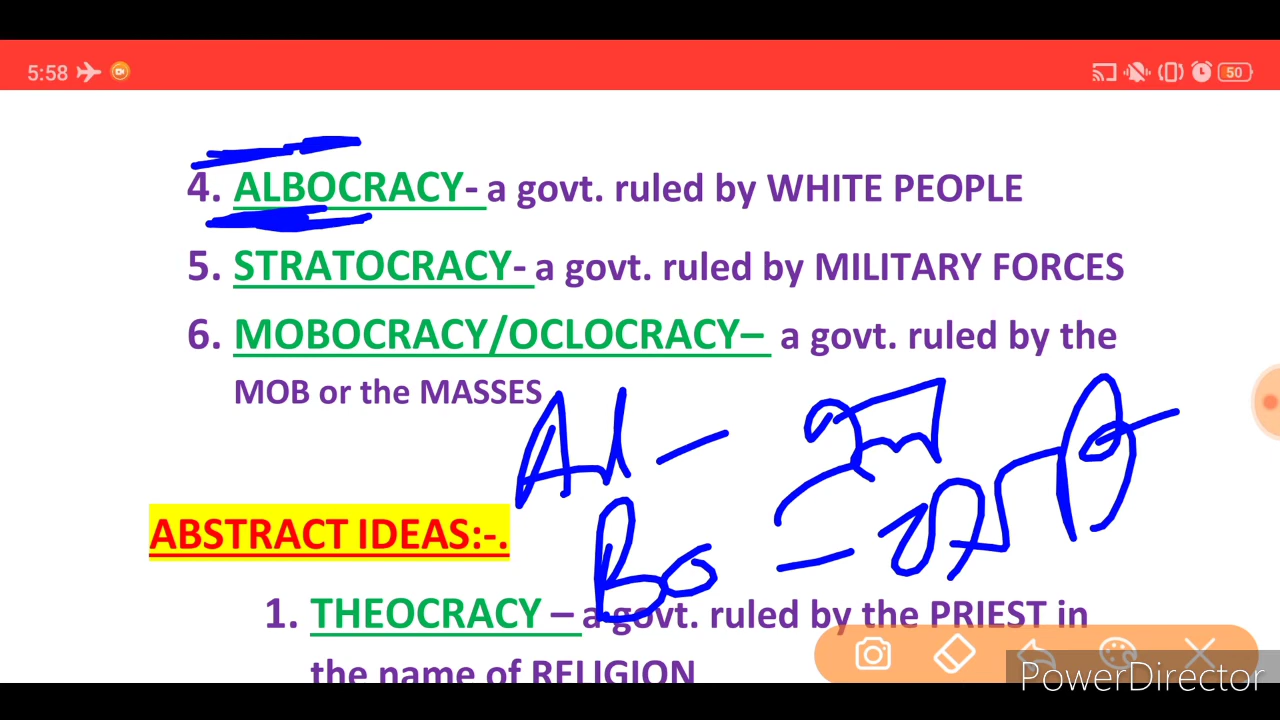 5:58 50
4. ALBOCRACY- a govt. ruled by WHITE PEOPLE
5. STRATOCRACY- a govt. ruled by MILITARY FORCES
6. MOBOCRACY/OCLOCRACY– a govt. ruled by the
MOB or the MASSES
Al –
Bo –
ABSTRACT IDEAS:-.
1. THEOCRACY – a govt. ruled by the PRIEST in
the name of RELIGION
PowerDirector